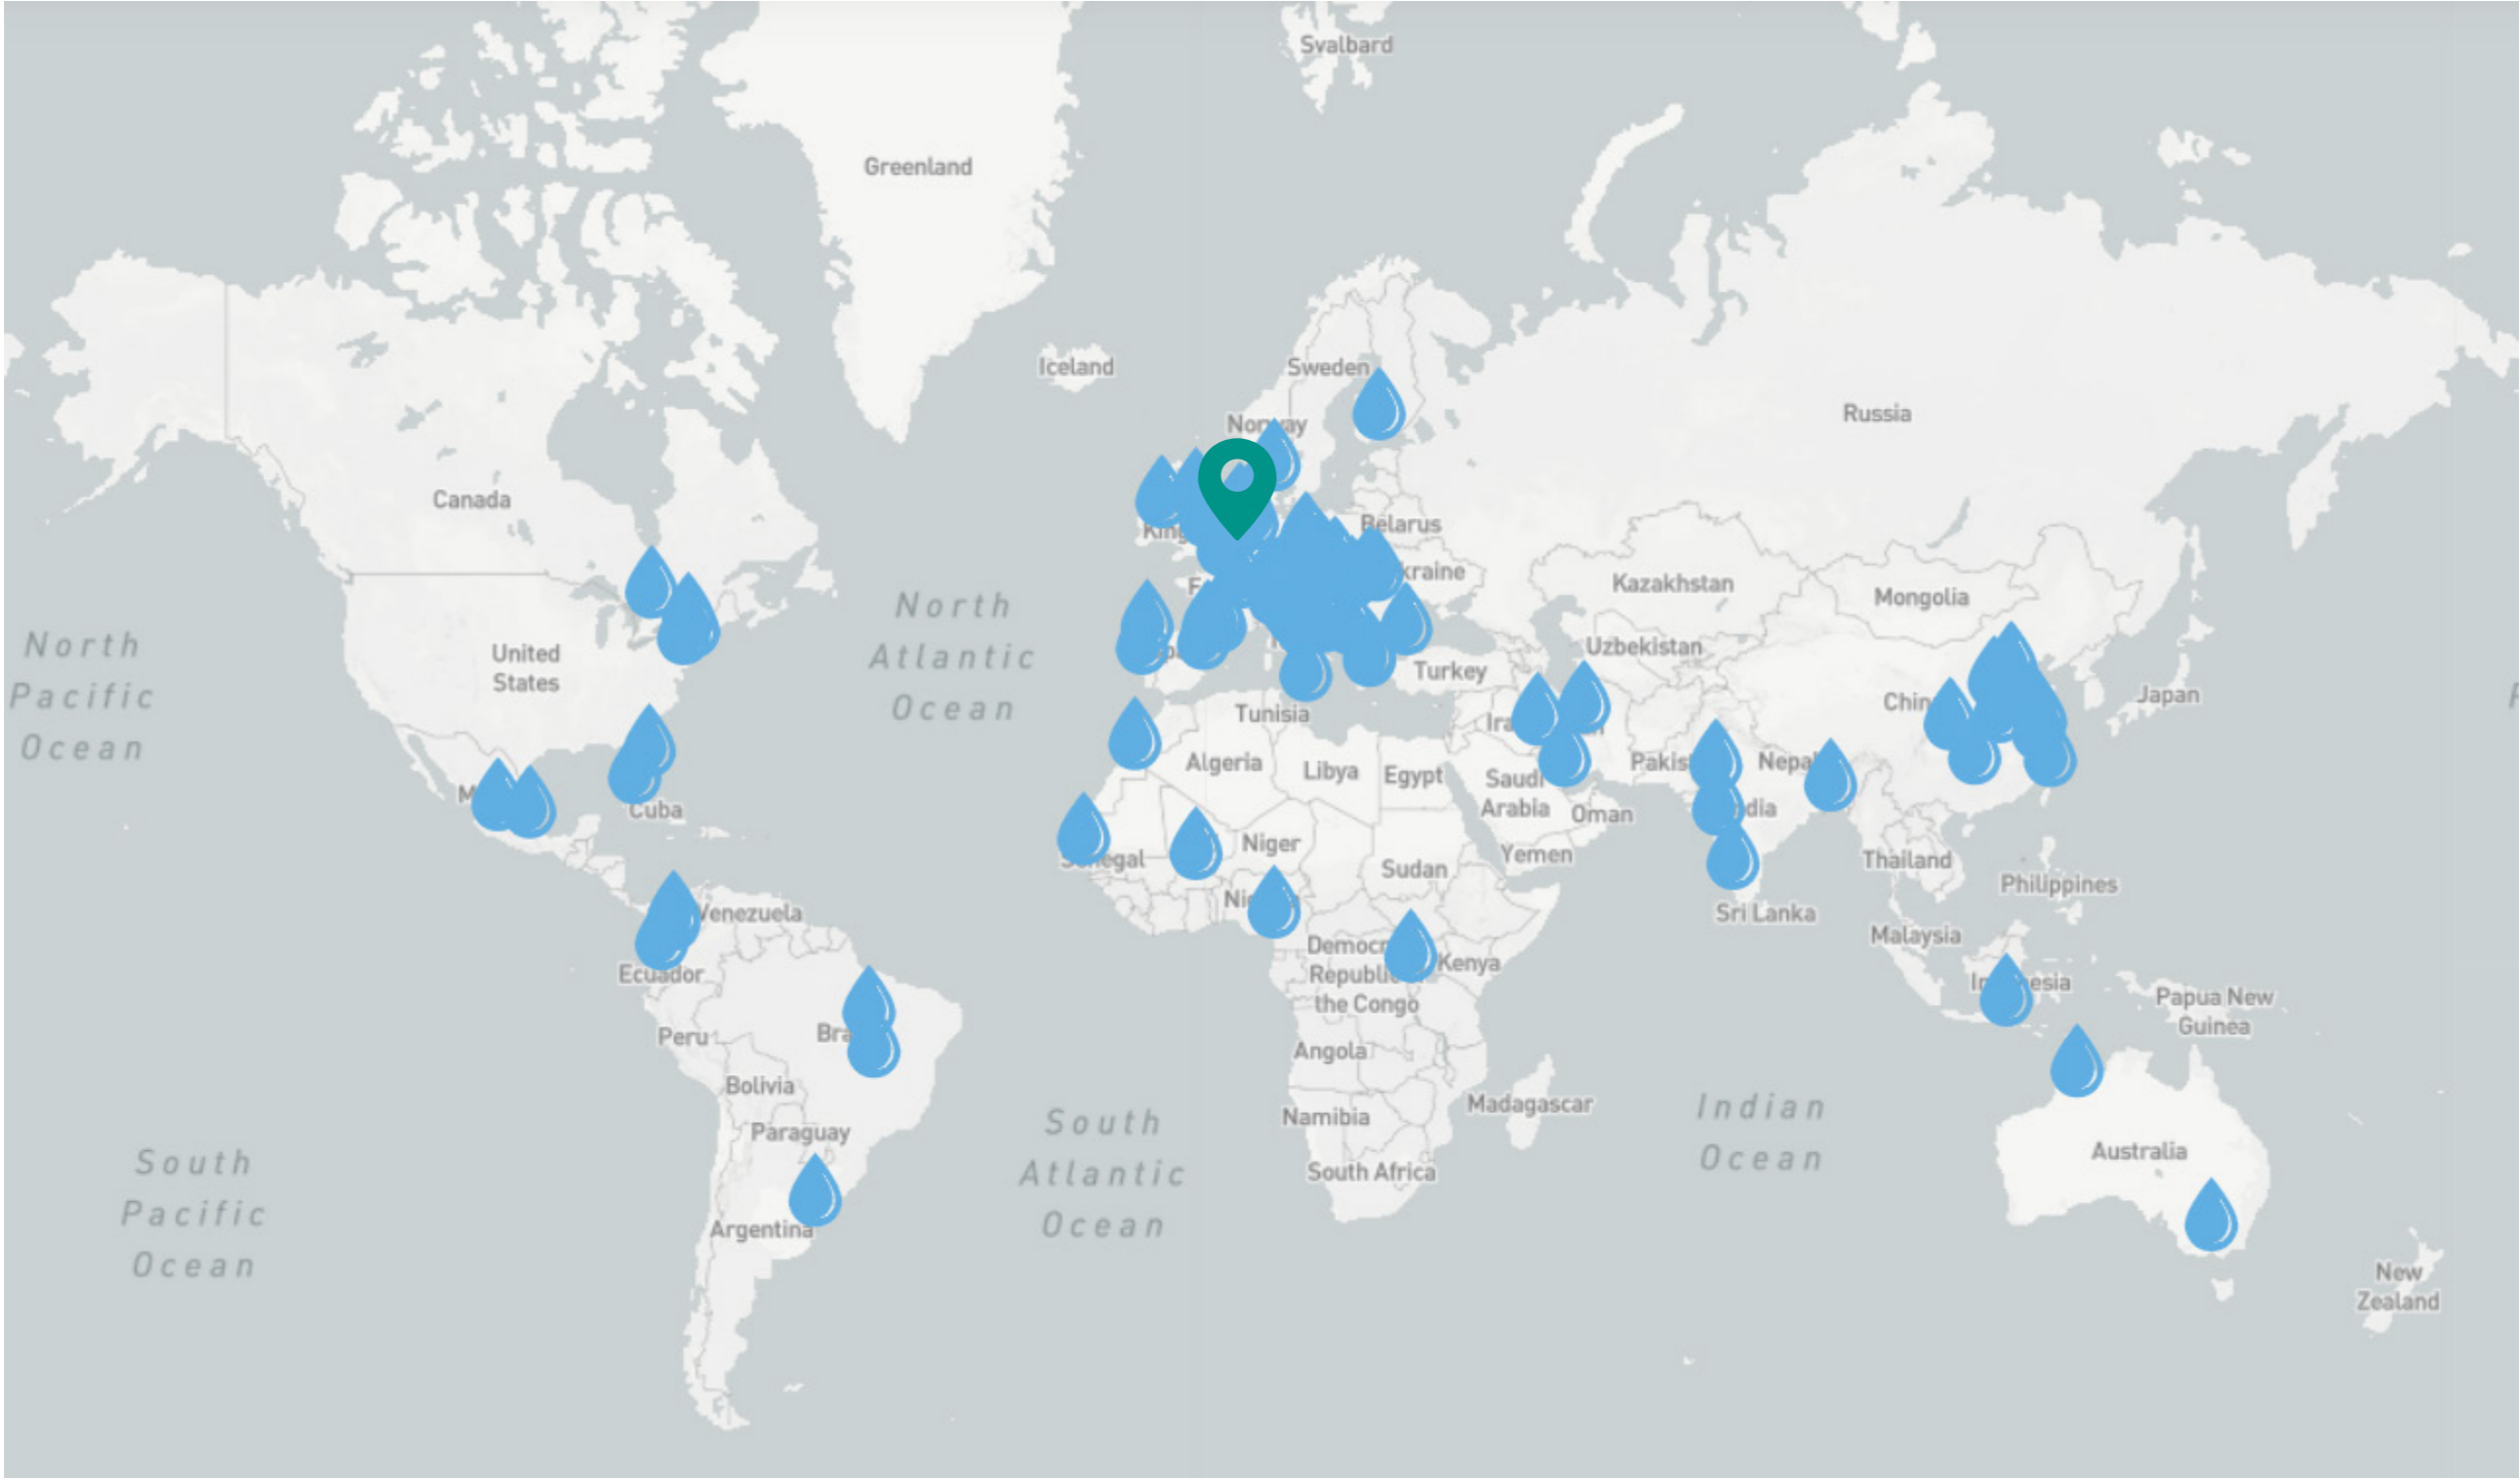 Svalbard
Greenland
Iceland
Sweden
Norway
Russia
Canada
Belarus
Kazakhstan
Mongolia
North
Atlantic
Ocean
North
Pacific
Ocean
United
States
Uzbekistan
Turkey
Japan
Tunisia
Algeria
Libya
Egypt
Saudi
Arabia
Oman
Cuba
Niger
Yemen
Sudan
Thailand
Philippines
Venezuela
Sri Lanka
Malaysia
Kenya
Ecuador
the Congo
Papua New
Guinea
Peru
Angola
Bolivia
Namibia
Madagascar
Indian
Ocean
South
Atlantic
Ocean
Paraguay
Australia
South Africa
South
Pacific
Ocean
Argentina
New
Zealand